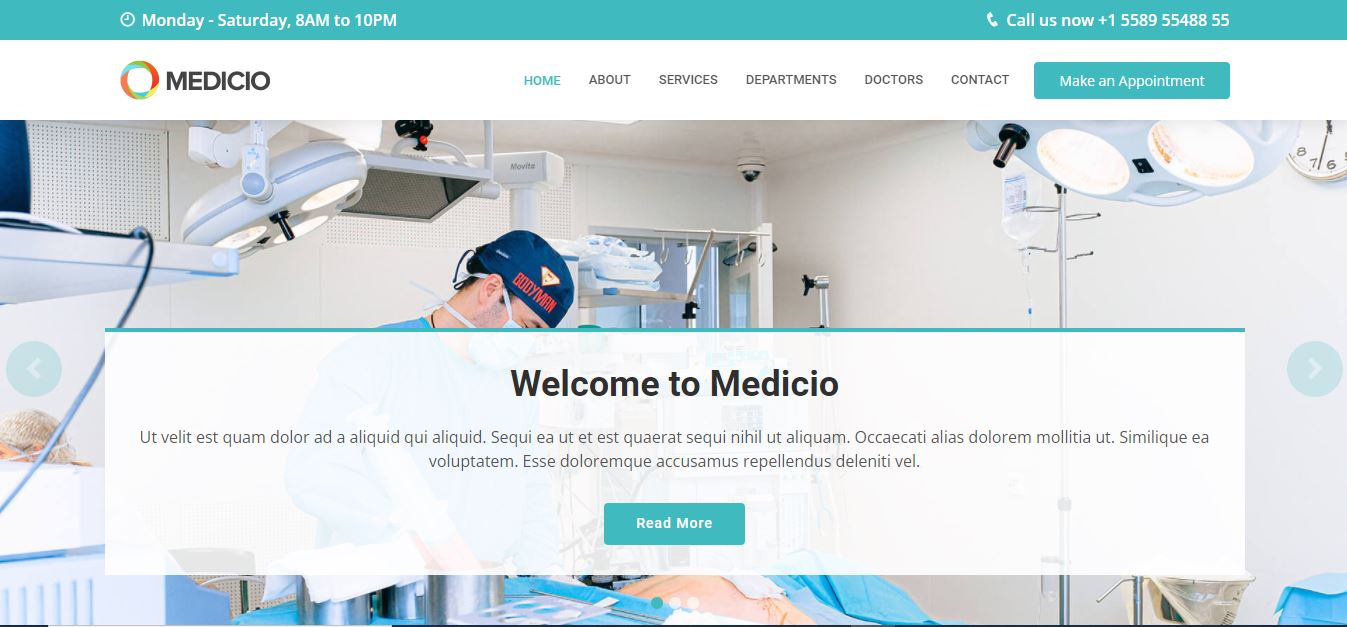 Monday - Saturday, 8AM to 10PM
Call us now +1 5589 55488 55
MEDICIO
HOME ABOUT SERVICES DEPARTMENTS DOCTORS CONTACT Make an Appointment
Movita
8 7 6
BODYMAN
Welcome to Medicio
Ut velit est quam dolor ad a aliquid qui aliquid. Sequi ea ut et est quaerat sequi nihil ut aliquam. Occaecati alias dolorem mollitia ut. Similique ea
voluptatem. Esse doloremque accusamus repellendus deleniti vel.
Read More